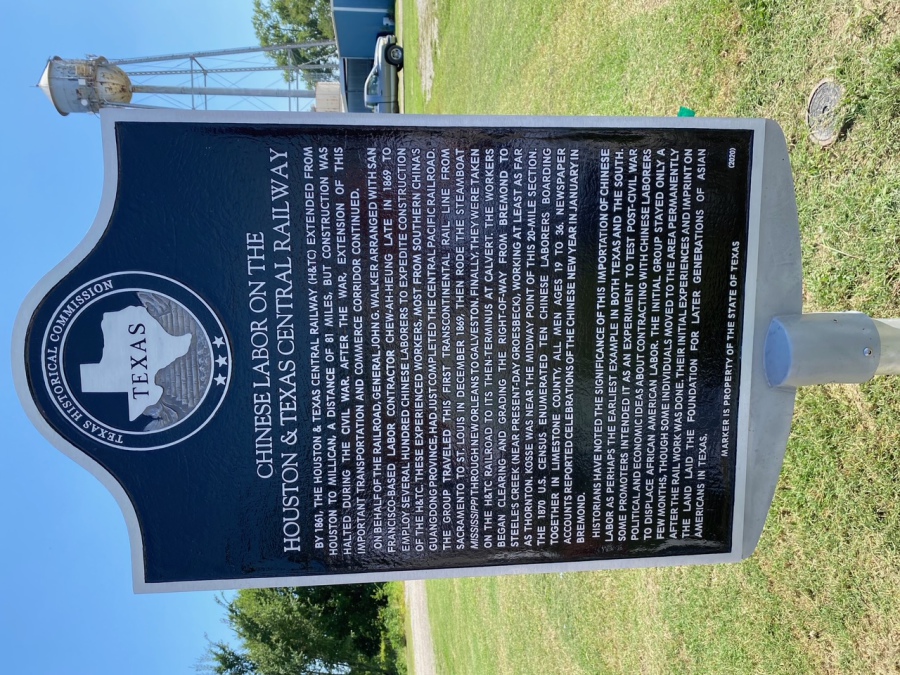 TEXAS HISTORICAL COMMISSION
TEXAS
CHINESE LABOR ON THE
HOUSTON & TEXAS CENTRAL RAILWAY
BY 1861, THE HOUSTON & TEXAS CENTRAL RAILWAY (H&TC) EXTENDED FROM
HOUSTON TO MILLICAN, A DISTANCE OF 81 MILES, BUT CONSTRUCTION WAS
HALTED DURING THE CIVIL WAR. AFTER THE WAR, EXTENSION OF THIS
IMPORTANT TRANSPORTATION AND COMMERCE CORRIDOR CONTINUED.
ON BEHALF OF THE RAILROAD, GENERAL JOHN G. WALKER ARRANGED WITH SAN
FRANCISCO-BASED LABOR CONTRACTOR CHEW-AH-HEUNG LATE IN 1869 TO
EMPLOY SEVERAL HUNDRED CHINESE LABORERS TO EXPEDITE CONSTRUCTION
OF THE H&TC. THESE EXPERIENCED WORKERS, MOST FROM SOUTHERN CHINA'S
GUANGDONG PROVINCE, HAD JUST COMPLETED THE CENTRAL PACIFIC RAILROAD.
THE GROUP TRAVELED THIS FIRST TRANSCONTINENTAL RAIL LINE FROM
SACRAMENTO TO ST. LOUIS IN DECEMBER 1869, THEN RODE THE STEAMBOAT
MISSISSIPPI THROUGH NEW ORLEANS TO GALVESTON. FINALLY, THEY WERE TAKEN
ON THE H&TC RAILROAD TO ITS THEN-TERMINUS AT CALVERT. THE WORKERS
BEGAN CLEARING AND GRADING THE RIGHT-OF-WAY FROM BREMOND TO
STEELE'S CREEK (NEAR PRESENT-DAY GROESBECK), WORKING AT LEAST AS FAR
AS THORNTON. KOSSE WAS NEAR THE MIDWAY POINT OF THIS 30-MILE SECTION.
THE 1870 U.S. CENSUS ENUMERATED TEN CHINESE LABORERS BOARDING
TOGETHER IN LIMESTONE COUNTY, ALL MEN AGES 19 TO 36. NEWSPAPER
ACCOUNTS REPORTED CELEBRATIONS OF THE CHINESE NEW YEAR IN JANUARY IN
BREMOND.
HISTORIANS HAVE NOTED THE SIGNIFICANCE OF THIS IMPORTATION OF CHINESE
LABOR AS PERHAPS THE EARLIEST EXAMPLE IN BOTH TEXAS AND THE SOUTH.
SOME PROMOTERS INTENDED IT AS AN EXPERIMENT TO TEST POST-CIVIL WAR
POLITICAL AND ECONOMIC IDEAS ABOUT CONTRACTING WITH CHINESE LABORERS
TO DISPLACE AFRICAN AMERICAN LABOR. THE INITIAL GROUP STAYED ONLY A
FEW MONTHS, THOUGH SOME INDIVIDUALS MOVED TO THE AREA PERMANENTLY
AFTER THE RAIL WORK WAS DONE. THEIR INITIAL EXPERIENCES AND IMPRINT ON
THE LAND LAID THE FOUNDATION FOR LATER GENERATIONS OF ASIAN
AMERICANS IN TEXAS.
(2020)
MARKER IS PROPERTY OF THE STATE OF TEXAS